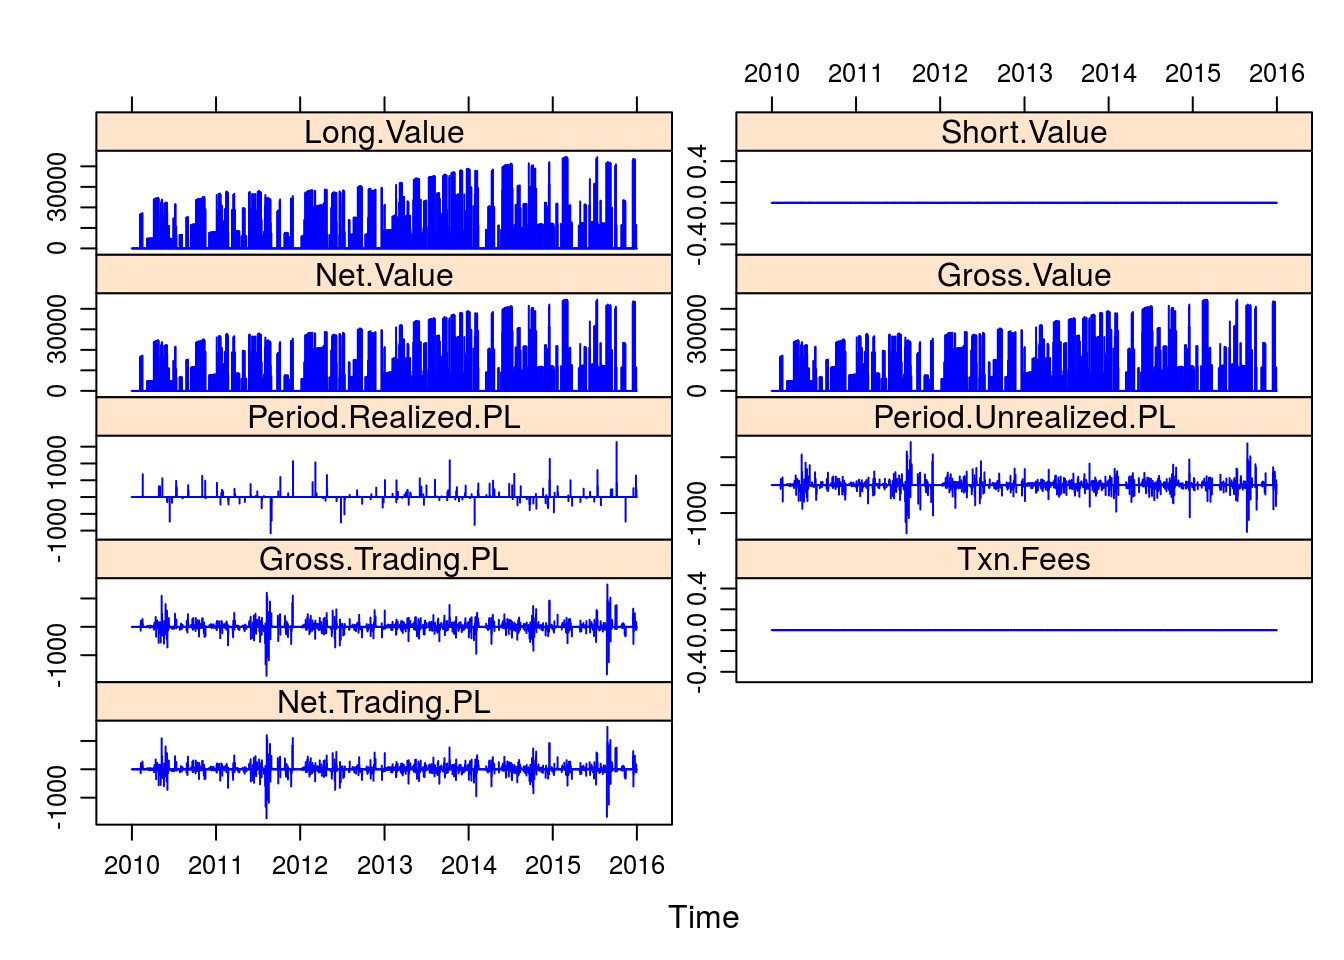 2010 2011 2012 2013 2014 2015 2016
Long.Value
Short.Value
0 30000
-0.4 0.0 0.4
Net.Value
Gross.Value
0 30000
0 30000
Period.Realized.PL
Period.Unrealized.PL
-1000 1000
-1000
Gross.Trading.PL
Txn.Fees
-1000
-0.4 0.0 0.4
Net.Trading.PL
-1000
2010 2011 2012 2013 2014 2015 2016
Time